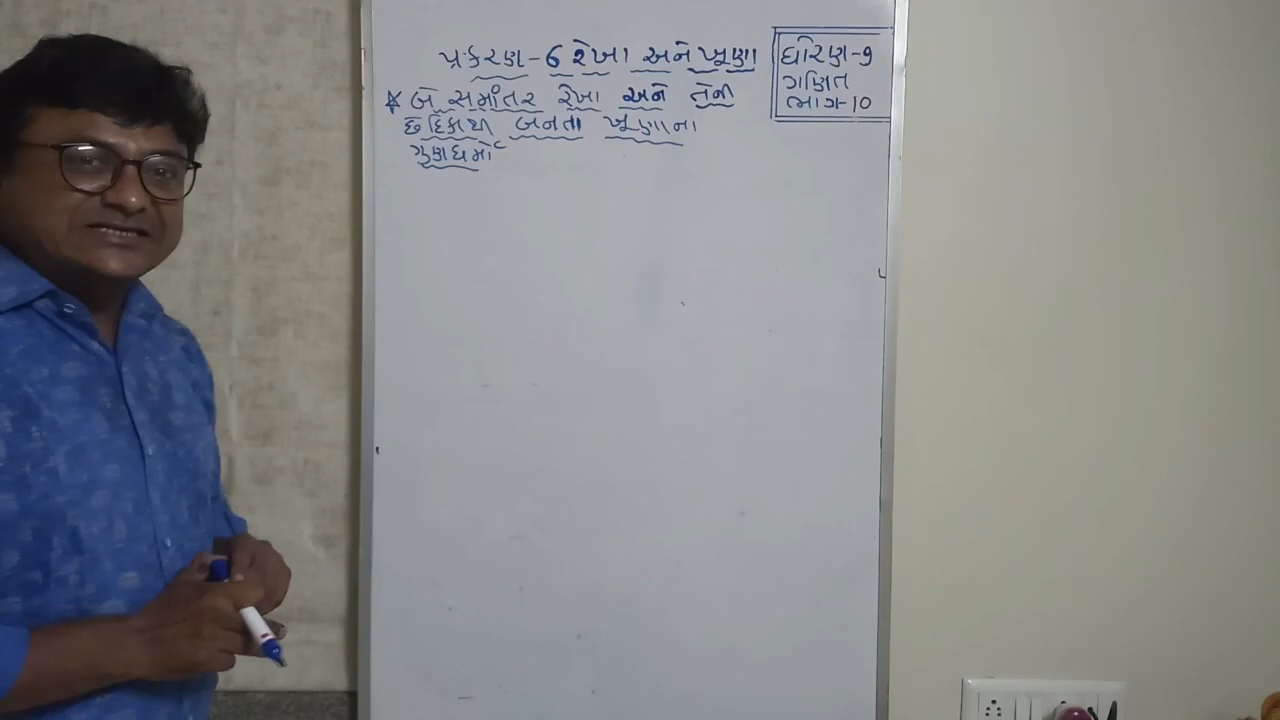 પ્રકરણ-6 રેખા અને ખૂણા
ધોરણ-9
ગણિત
ભાગ-10
* બે સમાંતર રેખા અને તેની
છેદિકાથી બનતા ખૂણાના
ગુણધર્મો